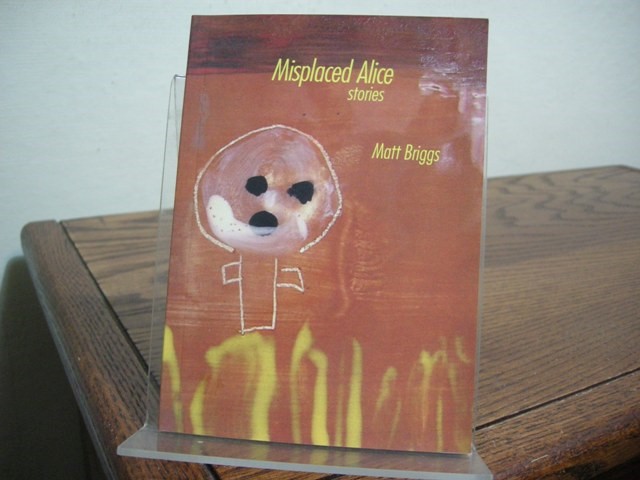 Misplaced Alice
stories
Matt Briggs